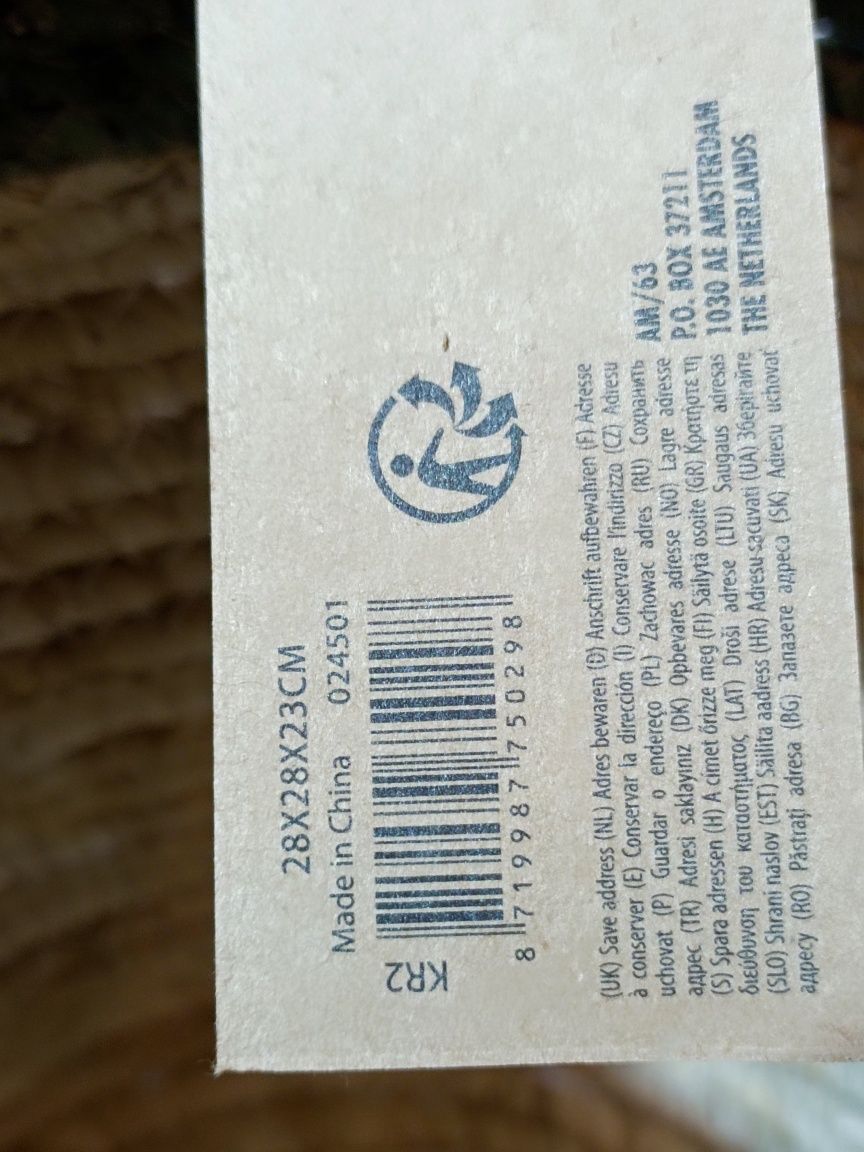 28X28X23CM
Made in China 024501
KR2
8 719987 750298
(UK) Save address (NL) Adres bewaren (D) Anschrift aufbewahren (F) Adresse
à conserver (E) Conservar la dirección (I) Conservare l'indirizzo (CZ) Adresu
uchovat (P) Guardar o endereço (PL) Zachowac adres (RU) Сохранить
адрес (TR) Adresi saklayiniz (DK) Opbevares adresse (NO) Lagre adresse
(S) Spara adressen (H) A címet őrizze meg (FI) Säilytä osoite (GR) Κρατήστε τη
διεύθυνση του καταστήματος (LAT) Droši adrese (LTU) Saugaus adresas
(SLO) Shrani naslov (EST) Säilita aadress (HR) Adresu sačuvati (UA) Зберігайте
адресу (RO) Păstrați adresa (BG) Запазете адреса (SK) Adresu uchovať
AM/63
P.O. BOX 37211
1030 AE AMSTERDAM
THE NETHERLANDS